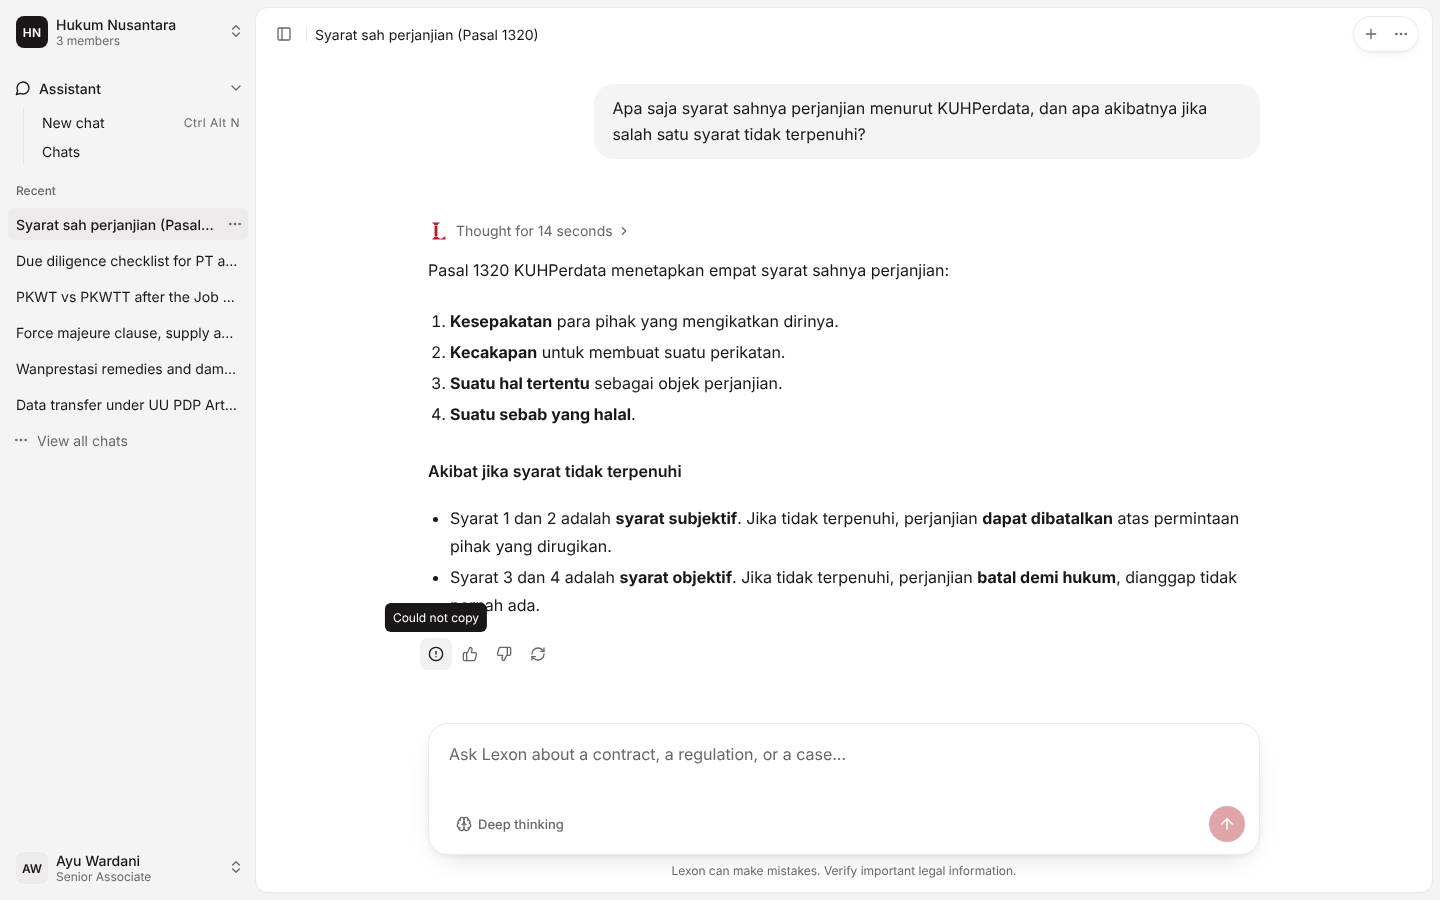 HN
Hukum Nusantara
3 members
Assistant
New chat
Ctrl Alt N
Chats
Recent
Syarat sah perjanjian (Pasal...
Due diligence checklist for PT a...
PKWT vs PKWTT after the Job ...
Force majeure clause, supply a...
Wanprestasi remedies and dam...
Data transfer under UU PDP Art...
View all chats
AW
Ayu Wardani
Senior Associate
Syarat sah perjanjian (Pasal 1320)
Apa saja syarat sahnya perjanjian menurut KUHPerdata, dan apa akibatnya jika
salah satu syarat tidak terpenuhi?
L
Thought for 14 seconds
Pasal 1320 KUHPerdata menetapkan empat syarat sahnya perjanjian:
1. Kesepakatan para pihak yang mengikatkan dirinya.
2. Kecakapan untuk membuat suatu perikatan.
3. Suatu hal tertentu sebagai objek perjanjian.
4. Suatu sebab yang halal.
Akibat jika syarat tidak terpenuhi
• Syarat 1 dan 2 adalah syarat subjektif. Jika tidak terpenuhi, perjanjian dapat dibatalkan atas permintaan
pihak yang dirugikan.
• Syarat 3 dan 4 adalah syarat objektif. Jika tidak terpenuhi, perjanjian batal demi hukum, dianggap tidak
ada.
Could not copy
Ask Lexon about a contract, a regulation, or a case...
Deep thinking
Lexon can make mistakes. Verify important legal information.